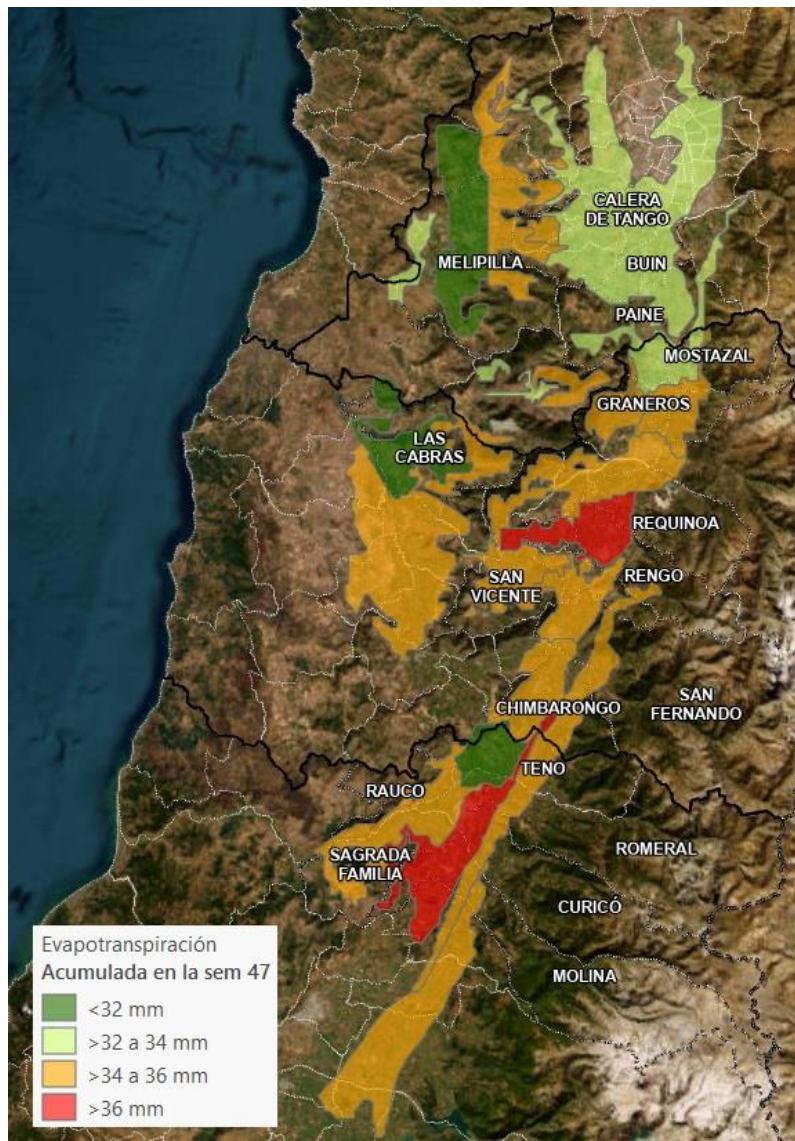 CALERA
DE TANGO
MELIPILLA
BUIN
PAINE
MOSTAZAL
GRANEROS
LAS
CABRAS
REQUINOA
SAN
VICENTE
RENGO
CHIMBARONGO
SAN
FERNANDO
TENO
RAUCO
ROMERAL
SAGRADA
FAMILIA
CURICÓ
MOLINA
Evapotranspiración
Acumulada en la sem 47
<32 mm
>32 a 34 mm
>34 a 36 mm
>36 mm